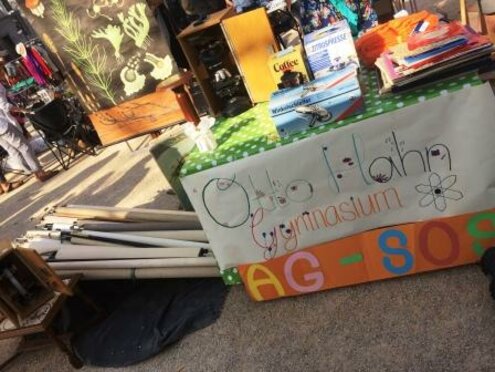 Coffee
ZITRUSPRESSE
Otto Hahn
Gymnasium
AG-SOS